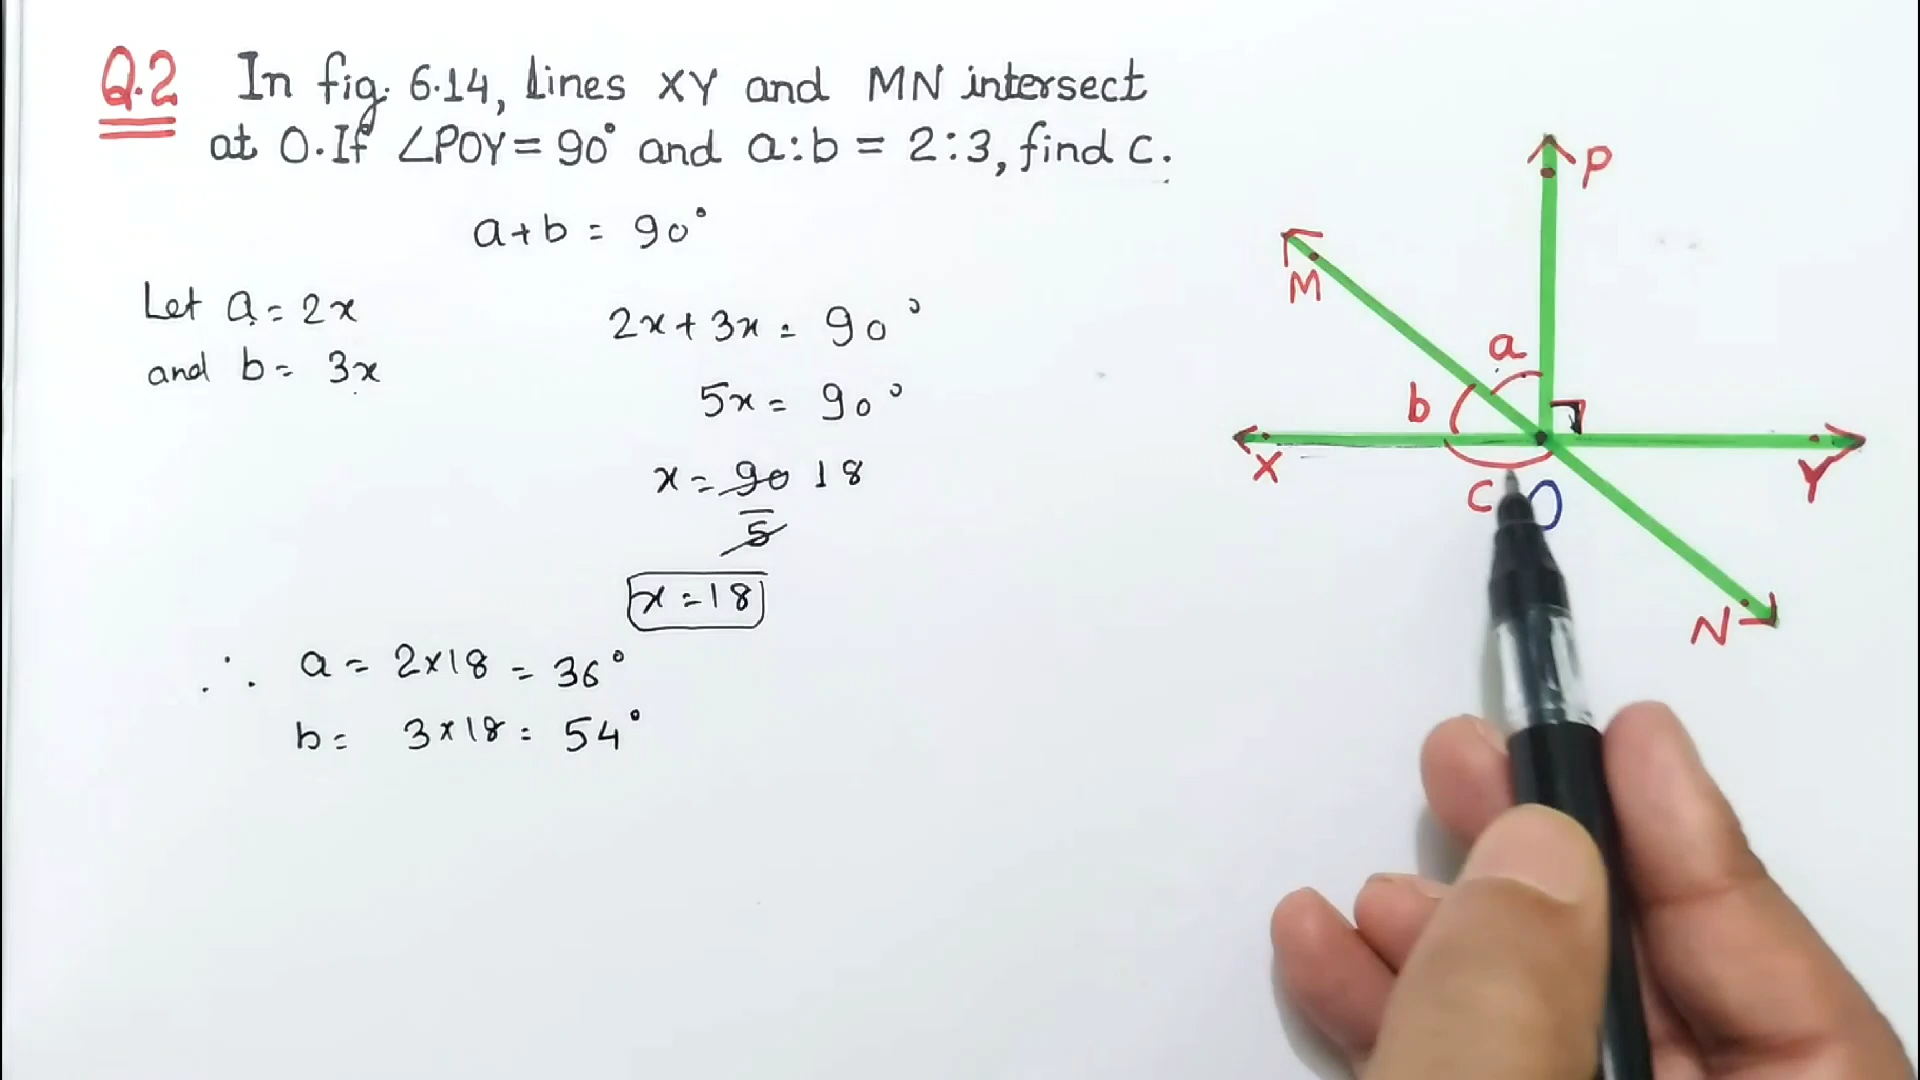 Q.2 In fig. 6.14, Lines XY and MN intersect
at O. If ∠POY = 90° and a:b = 2:3, find c.
a+b = 90°
Let a = 2x
and b = 3x
2x + 3x = 90°
5x = 90°
x = 90 18
5
x = 18
∴ a = 2×18 = 36°
b = 3×18 = 54°
P
M
a
b
X
Y
C
O
N